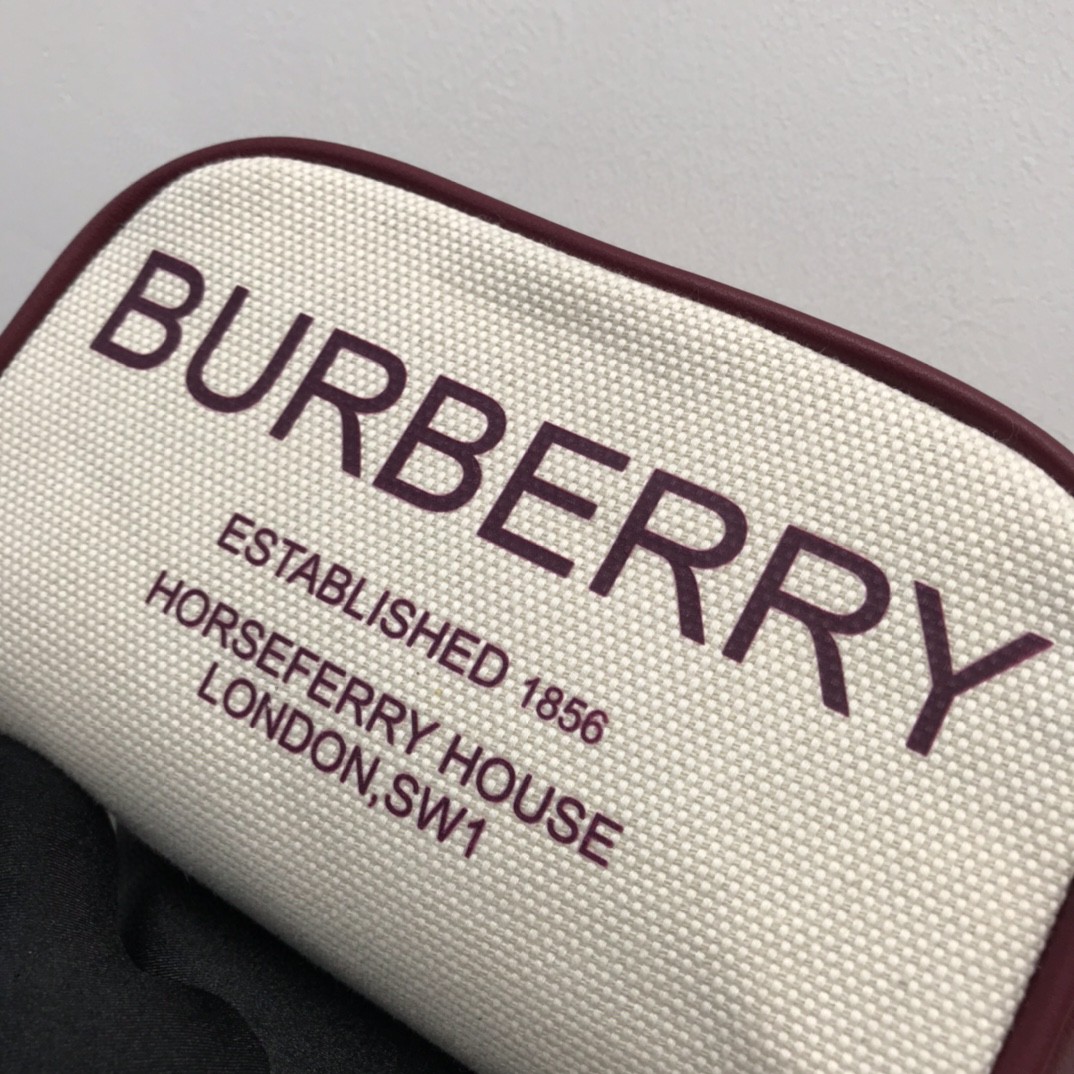 BURBERRY
ESTABLISHED 1856
HORSEFERRY HOUSE
LONDON,SW1